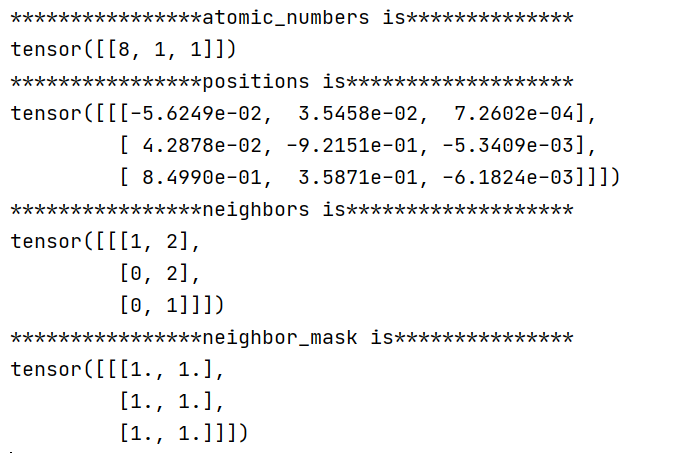 ****************atomic_numbers is**************
tensor([[8, 1, 1]])
****************positions is*******************
tensor([[[-5.6249e-02,  3.5458e-02,  7.2602e-04],
         [ 4.2878e-02, -9.2151e-01, -5.3409e-03],
         [ 8.4990e-01,  3.5871e-01, -6.1824e-03]]])
****************neighbors is*******************
tensor([[[1, 2],
         [0, 2],
         [0, 1]]])
****************neighbor_mask is***************
tensor([[[1., 1.],
         [1., 1.],
         [1., 1.]]])